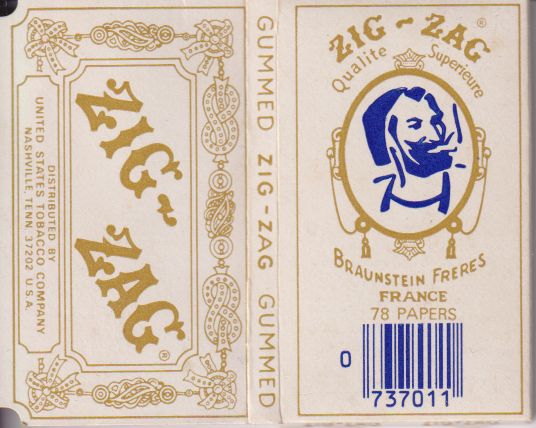 ZIG~
ZAG®
DISTRIBUTED BY
UNITED STATES TOBACCO COMPANY
NASHVILLE, TENN. 37202 U.S.A.
GUMMED ZIG-ZAG GUMMED
ZIG~ZAG®
Qualite Superieure
BRAUNSTEIN FRERES
FRANCE
78 PAPERS
0
737011